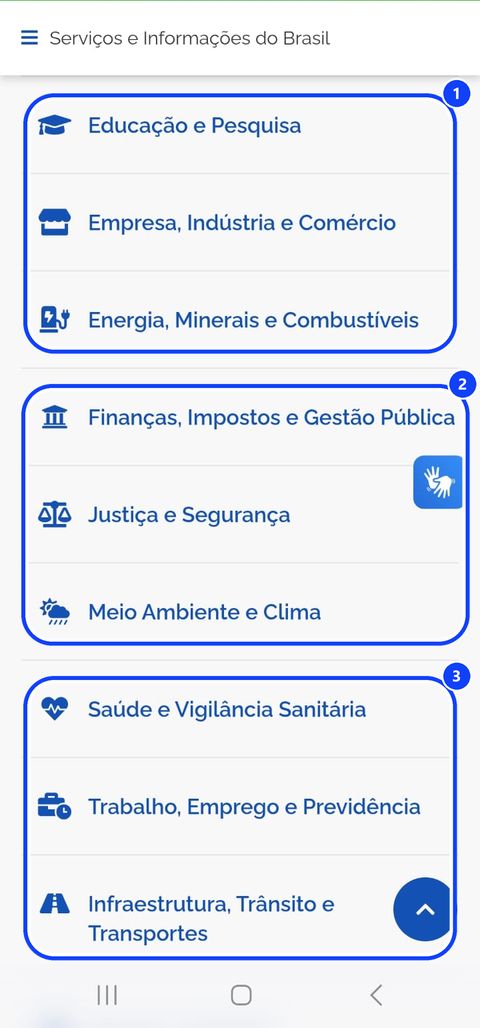 Serviços e Informações do Brasil
1
Educação e Pesquisa
Empresa, Indústria e Comércio
Energia, Minerais e Combustíveis
2
Finanças, Impostos e Gestão Pública
Justiça e Segurança
Meio Ambiente e Clima
3
Saúde e Vigilância Sanitária
Trabalho, Emprego e Previdência
Infraestrutura, Trânsito e
Transportes